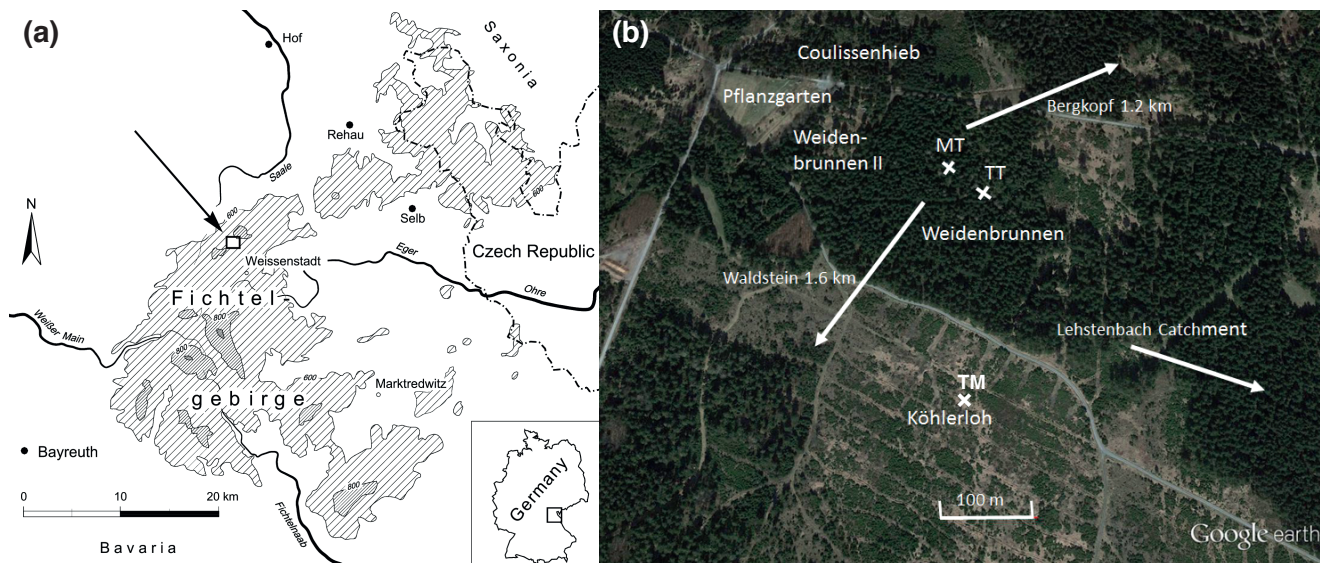 (a)
Hof
Saxonia
Rehau
Saale
600
600
N
Selb
Weissenstadt
Czech Republic
Eger
Ohre
Fichtel-
Weißer Main
800
800
600
Marktredwitz
gebirge
Bayreuth
800
0 10 20 km
Fichtelnaab
Germany
Bavaria
(b)
Coulissenhieb
Pflanzgarten
Bergkopf 1.2 km
Weiden-
brunnen II
MT
TT
Weidenbrunnen
Waldstein 1.6 km
Lehstenbach Catchment
TM
Köhlerloh
100 m
Google earth